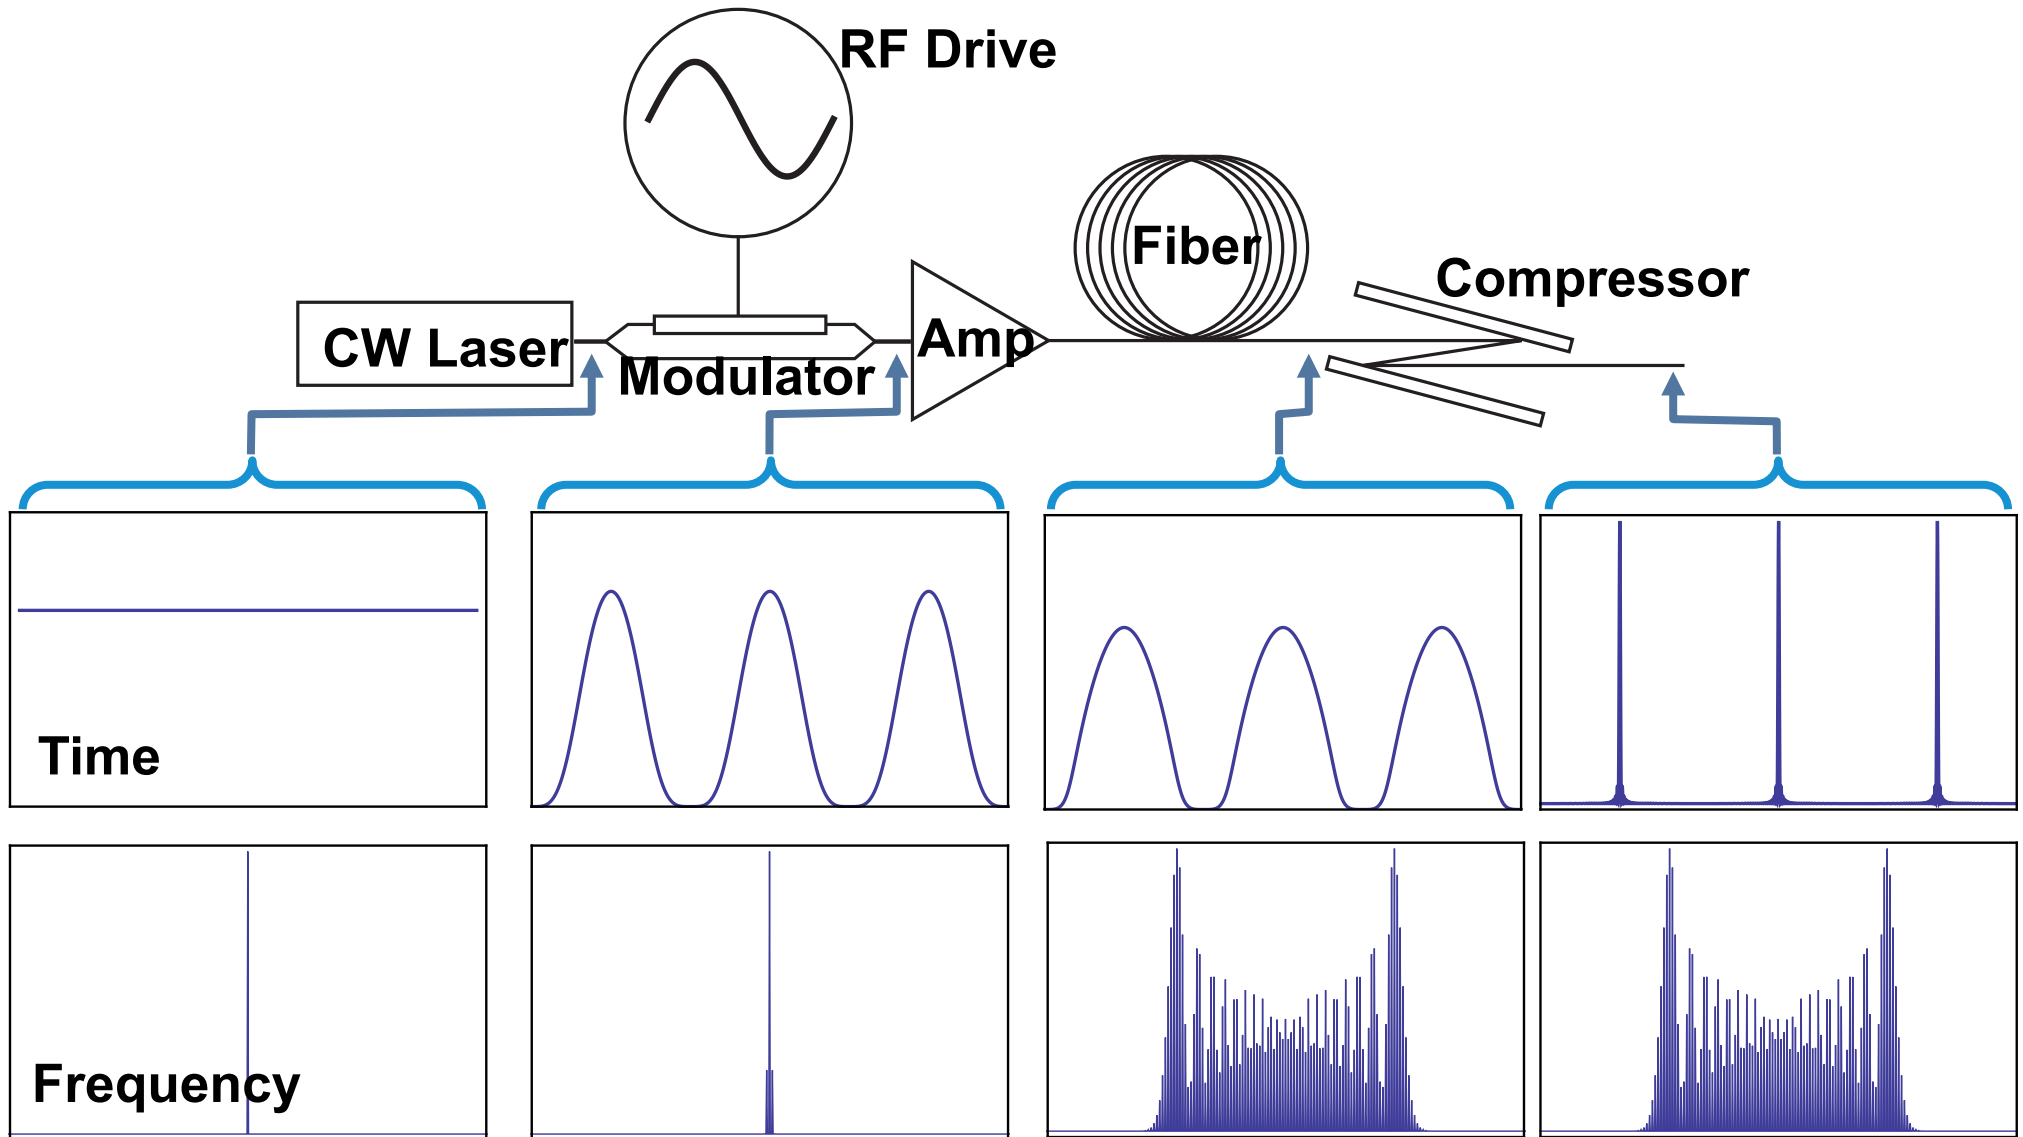 RF Drive
Fiber
Compressor
CW Laser
Amp
Modulator
Time
Frequency